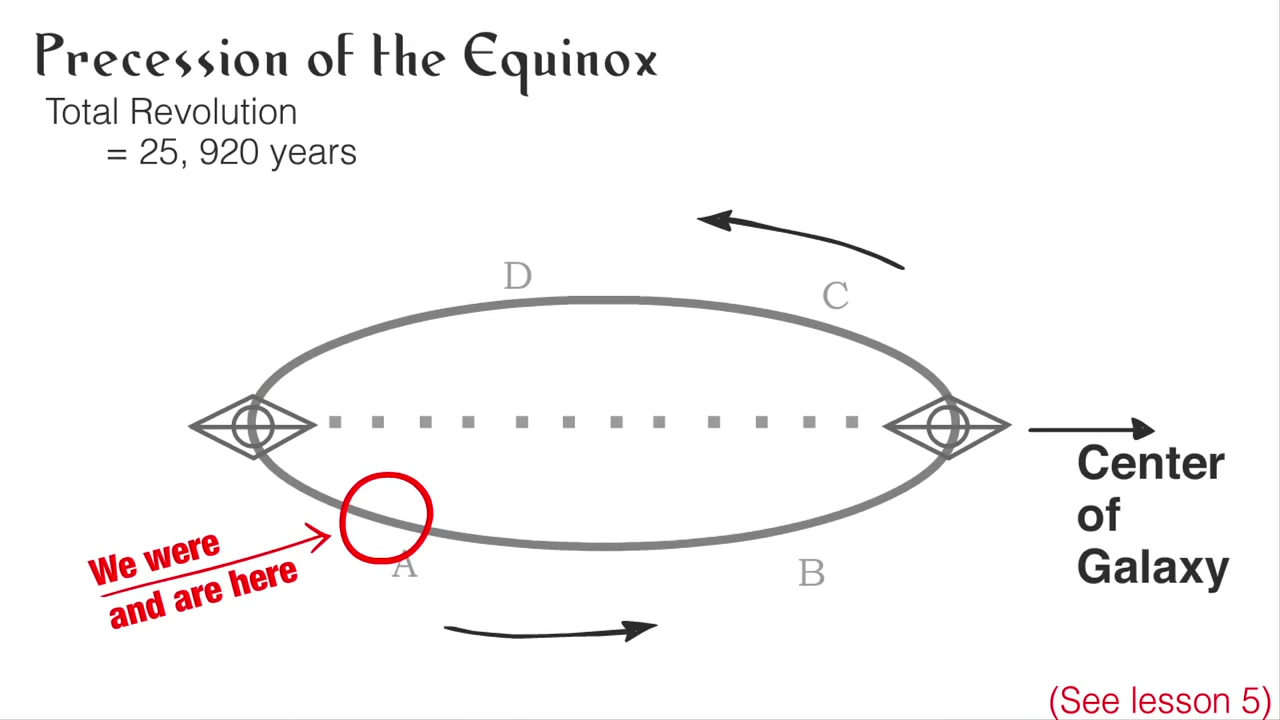 Precession of the Equinox
Total Revolution
= 25, 920 years
D
C
Center
of
Galaxy
We were
and are here
A
B
(See lesson 5)